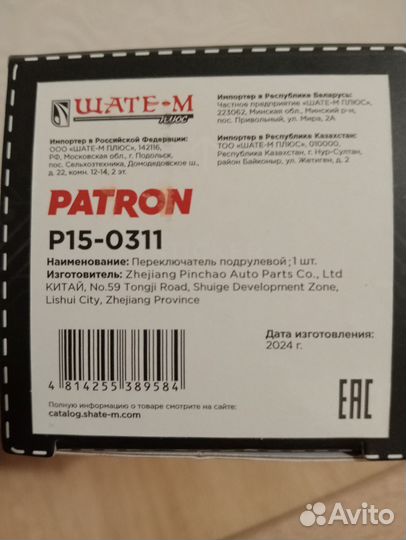 ШАТЕ-М
ПЛЮС
Импортер в Российской Федерации:
ООО «ШАТЕ-М ПЛЮС», 142116,
РФ, Московская обл., г. Подольск,
пос. Сельхозтехника, Домодедовское ш.,
д. 22, комн. 12-14, 2 эт.
Импортер в Республике Беларусь:
Частное предприятие «ШАТЕ-М ПЛЮС»,
223062, Минская обл., Минский р-н,
пос. Привольный, ул. Мира, 2А
Импортер в Республике Казахстан:
ТОО «ШАТЕ-М ПЛЮС», 010000,
Республика Казахстан, г. Нур-Султан,
район Байконыр, ул. Жетиген, д. 2
PATRON
P15-0311
Наименование: Переключатель подрулевой; 1 шт.
Изготовитель: Zhejiang Pinchao Auto Parts Co., Ltd
КИТАЙ, No.59 Tongji Road, Shuige Development Zone,
Lishui City, Zhejiang Province
Дата изготовления:
2024 г.
4 814255 389584
Полную информацию о товаре смотрите на сайте:
catalog.shate-m.com
EAC
Avito